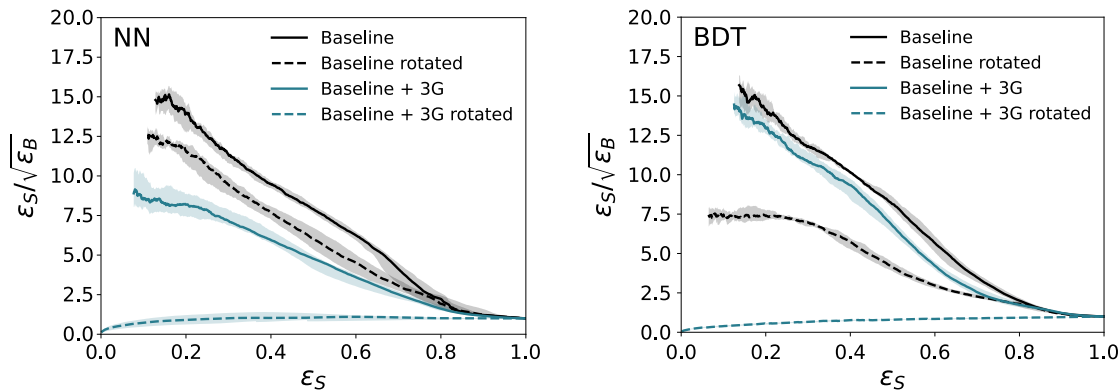 NN
Baseline
Baseline rotated
Baseline + 3G
Baseline + 3G rotated
20.0
17.5
15.0
12.5
10.0
7.5
5.0
2.5
0.0
εS/√εB
0.0 0.2 0.4 0.6 0.8 1.0
εS
BDT
Baseline
Baseline rotated
Baseline + 3G
Baseline + 3G rotated
20.0
17.5
15.0
12.5
10.0
7.5
5.0
2.5
0.0
εS/√εB
0.0 0.2 0.4 0.6 0.8 1.0
εS